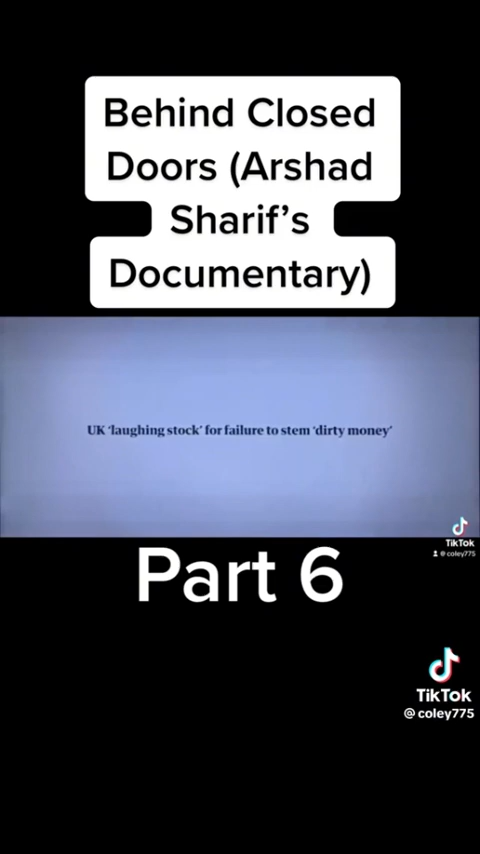 Behind Closed
Doors (Arshad
Sharif’s
Documentary)
UK ‘laughing stock’ for failure to stem ‘dirty money’
TikTok
@coley775
Part 6
TikTok
@coley775